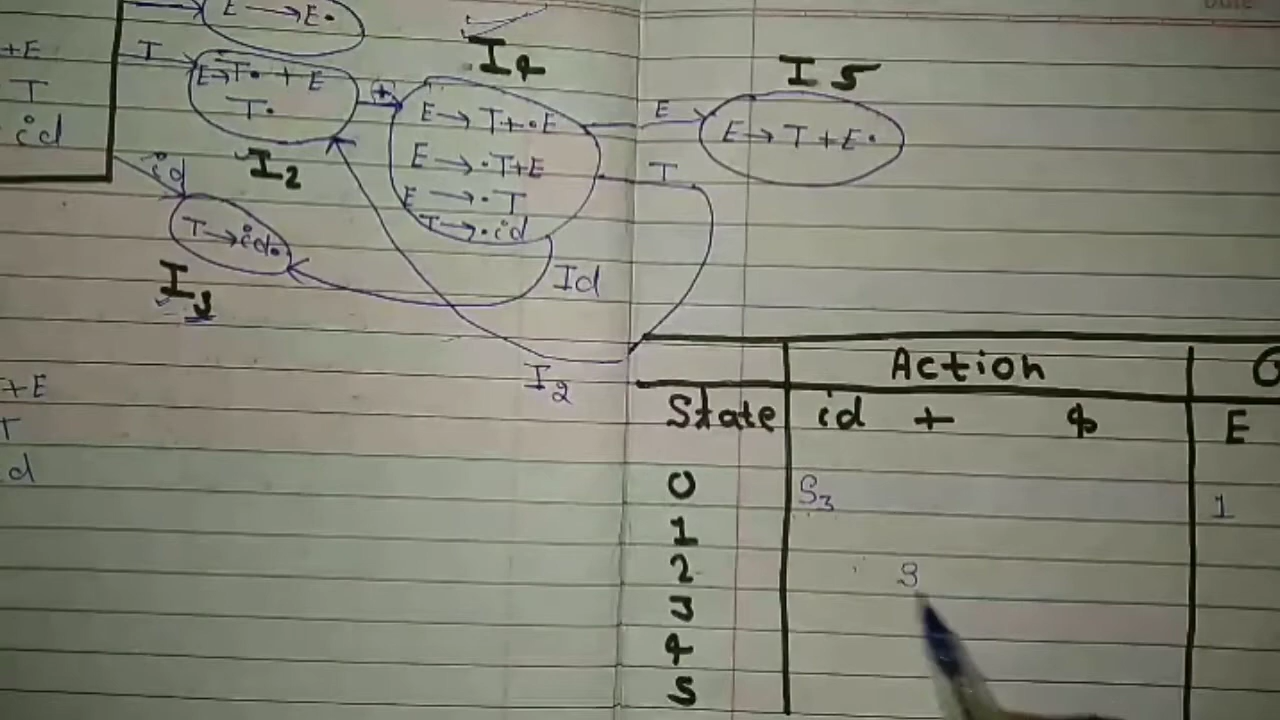 E → E•
I4
+E T E → T• + E
T T•
id
I2
+
E → T+•E
E → •T+E
E → •T
T → •id
E
T
I5
E → T + E•
id
T → id•
I3
Id
I2
+E
T
d
Action
State id + $ E
0 S3 1
1
2 S
3
4
5